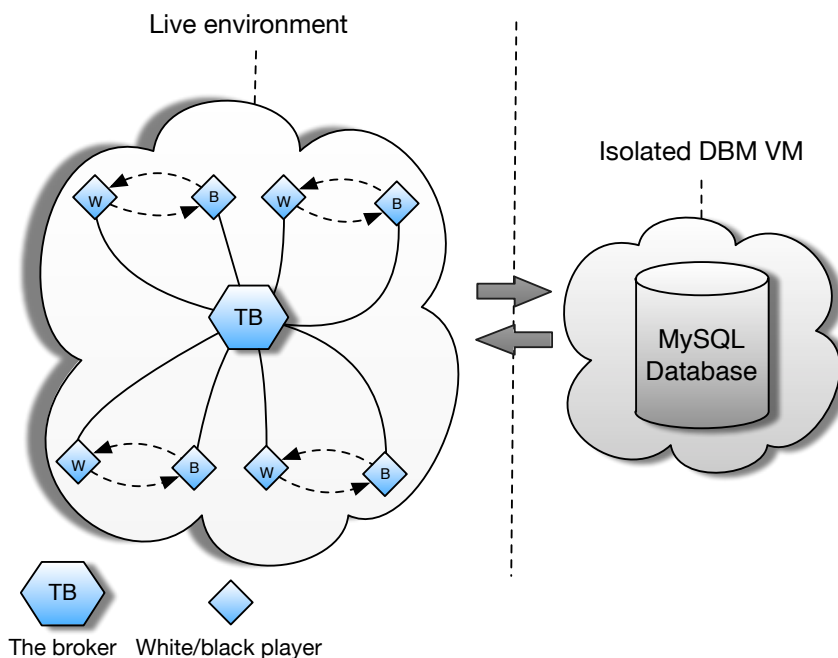 Live environment
Isolated DBM VM
W
B
W
B
TB
MySQL
Database
W
B
W
B
TB
The broker
White/black player